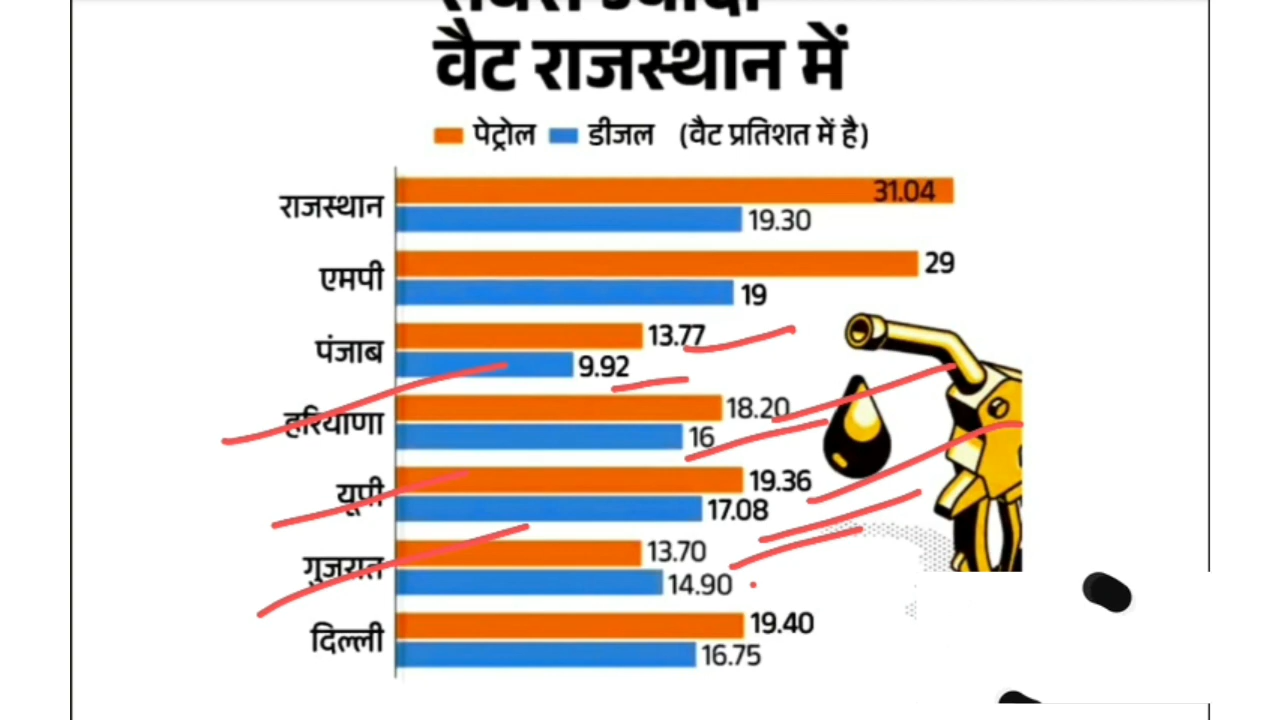 वैट राजस्थान में
पेट्रोल डीजल (वैट प्रतिशत में है)
राजस्थान 31.04
19.30
एमपी 29
19
पंजाब 13.77
9.92
हरियाणा 18.20
16
यूपी 19.36
17.08
गुजरात 13.70
14.90
दिल्ली 19.40
16.75